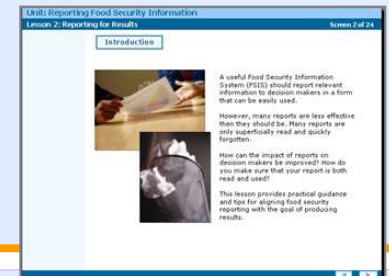 Unit: Reporting Food Security Information
Lesson 2: Reporting for Results Screen 2 of 24
Introduction
A useful Food Security Information
System (FSIS) should report relevant
information to decision makers in a form
that can be easily used.
However, many reports are less effective
then they should be. Many reports are
only superficially read and quickly
forgotten.
How can the impact of reports on
decision makers be improved? How do
you make sure that your report is both
read and used?
This lesson provides practical guidance
and tips for aligning food security
reporting with the goal of producing
results.